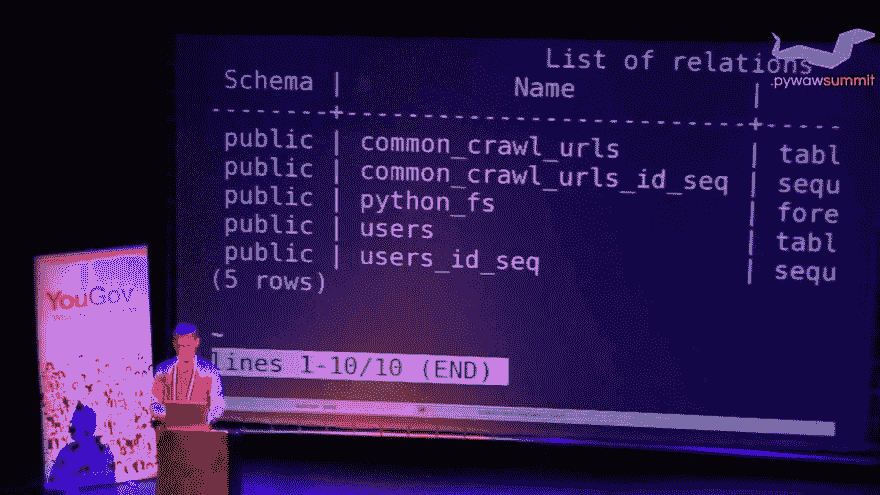 List of relations
Schema | Name |
--------+---------------------------+-----
public | common_crawl_urls | tabl
public | common_crawl_urls_id_seq | sequ
public | python_fs | fore
public | users | tabl
public | users_id_seq | sequ
(5 rows)
~
lines 1-10/10 (END)
.pywawsummit
YouGov